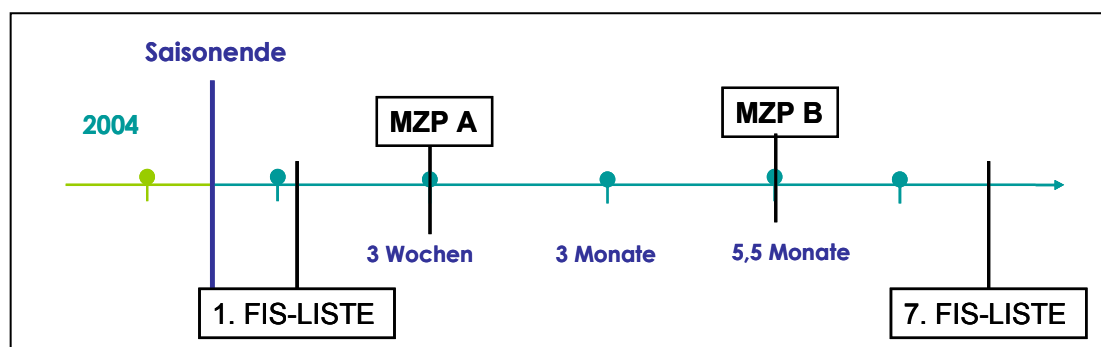 Saisonende
2004
MZP A
MZP B
3 Wochen
3 Monate
5,5 Monate
1. FIS-LISTE
7. FIS-LISTE